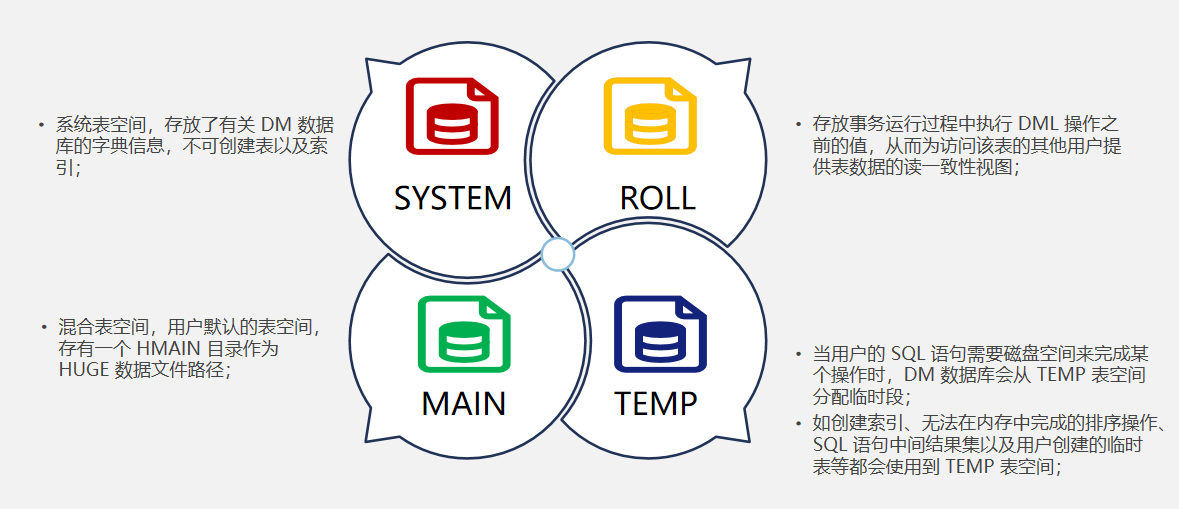 • 系统表空间，存放了有关 DM 数据
库的字典信息，不可创建表以及索
引；
SYSTEM
ROLL
• 存放事务运行过程中执行 DML 操作之
前的值，从而为访问该表的其他用户提
供表数据的读一致性视图；
• 混合表空间，用户默认的表空间，
存有一个 HMAIN 目录作为
HUGE 数据文件路径；
MAIN
TEMP
• 当用户的 SQL 语句需要磁盘空间来完成某
个操作时，DM 数据库会从 TEMP 表空间
分配临时段；
• 如创建索引、无法在内存中完成的排序操作、
SQL 语句中间结果集以及用户创建的临时
表等都会使用到 TEMP 表空间；